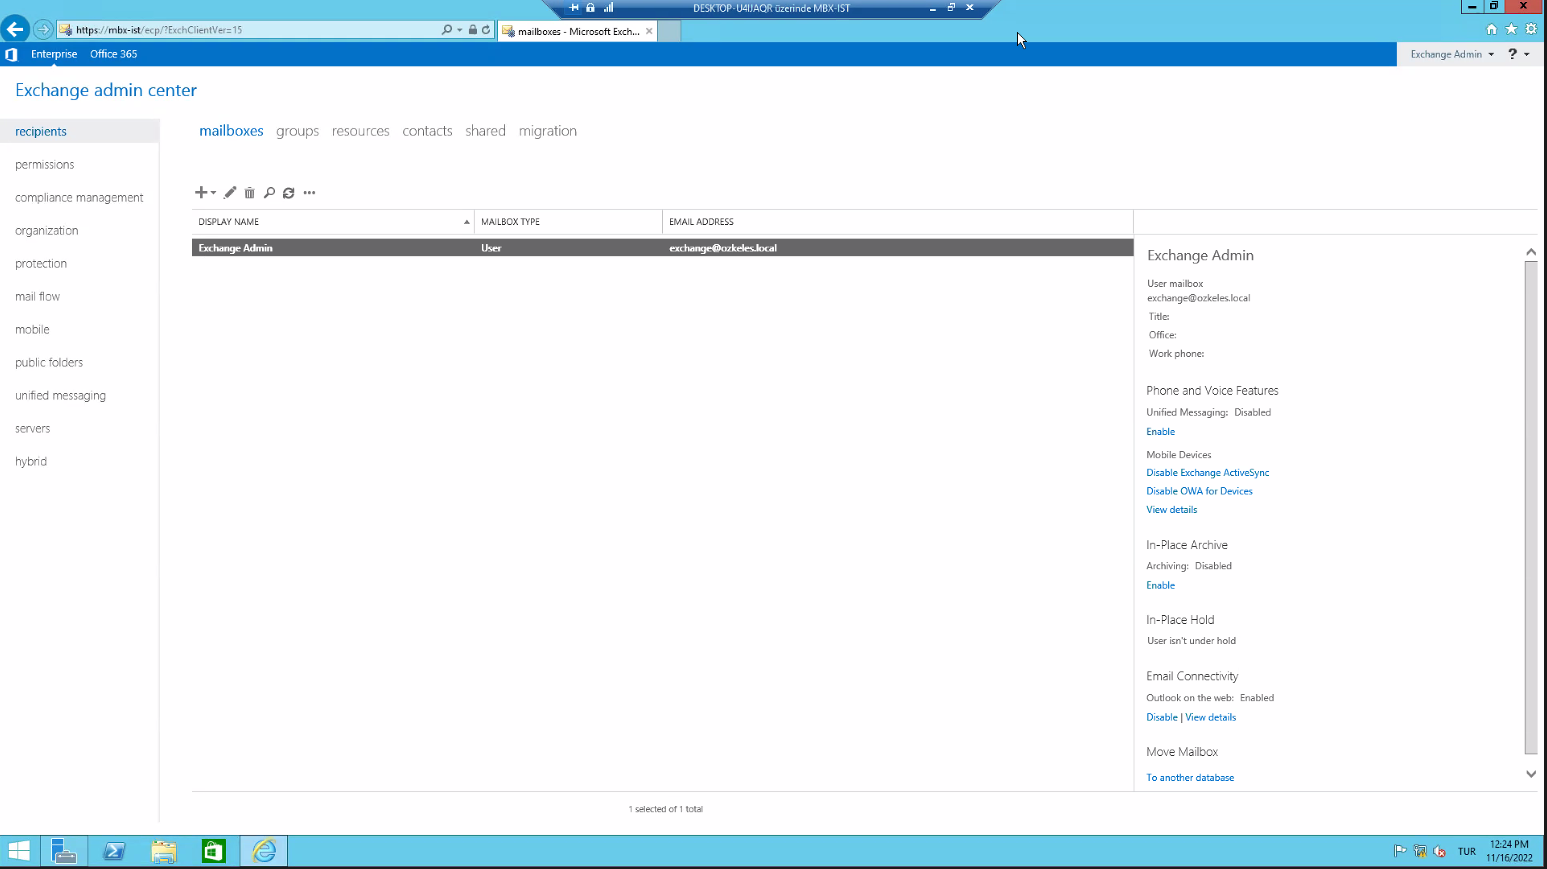 DESKTOP-U4IJAQR üzerinde MBX-IST
https://mbx-ist/ecp/?ExchClientVer=15
mailboxes - Microsoft Exch...
Enterprise
Office 365
Exchange Admin
?
Exchange admin center
recipients
permissions
compliance management
organization
protection
mail flow
mobile
public folders
unified messaging
servers
hybrid
mailboxes groups resources contacts shared migration
DISPLAY NAME MAILBOX TYPE EMAIL ADDRESS
Exchange Admin User exchange@ozkeles.local
1 selected of 1 total
Exchange Admin
User mailbox
exchange@ozkeles.local
Title:
Office:
Work phone:
Phone and Voice Features
Unified Messaging: Disabled
Enable
Mobile Devices
Disable Exchange ActiveSync
Disable OWA for Devices
View details
In-Place Archive
Archiving: Disabled
Enable
In-Place Hold
User isn't under hold
Email Connectivity
Outlook on the web: Enabled
Disable | View details
Move Mailbox
To another database
TUR
12:24 PM
11/16/2022